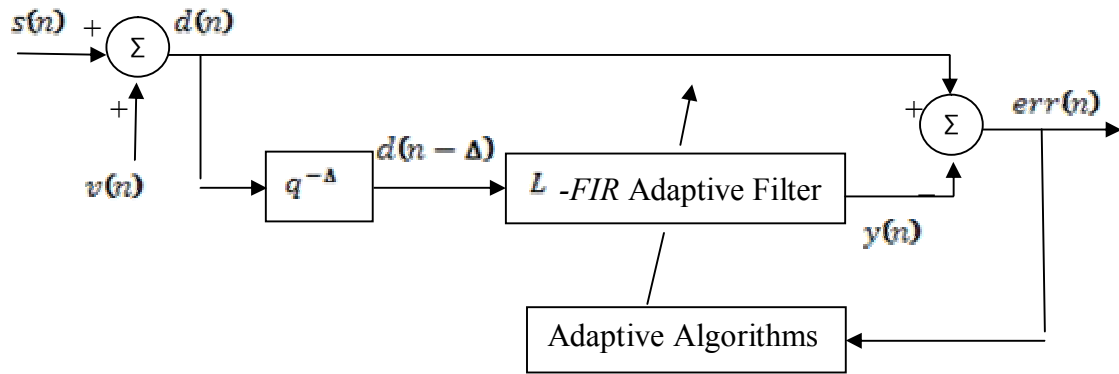 s(n) + Σ d(n)
+
v(n)
q^{-Δ}
d(n − Δ)
L -FIR Adaptive Filter
y(n)
+ Σ err(n)
−
Adaptive Algorithms